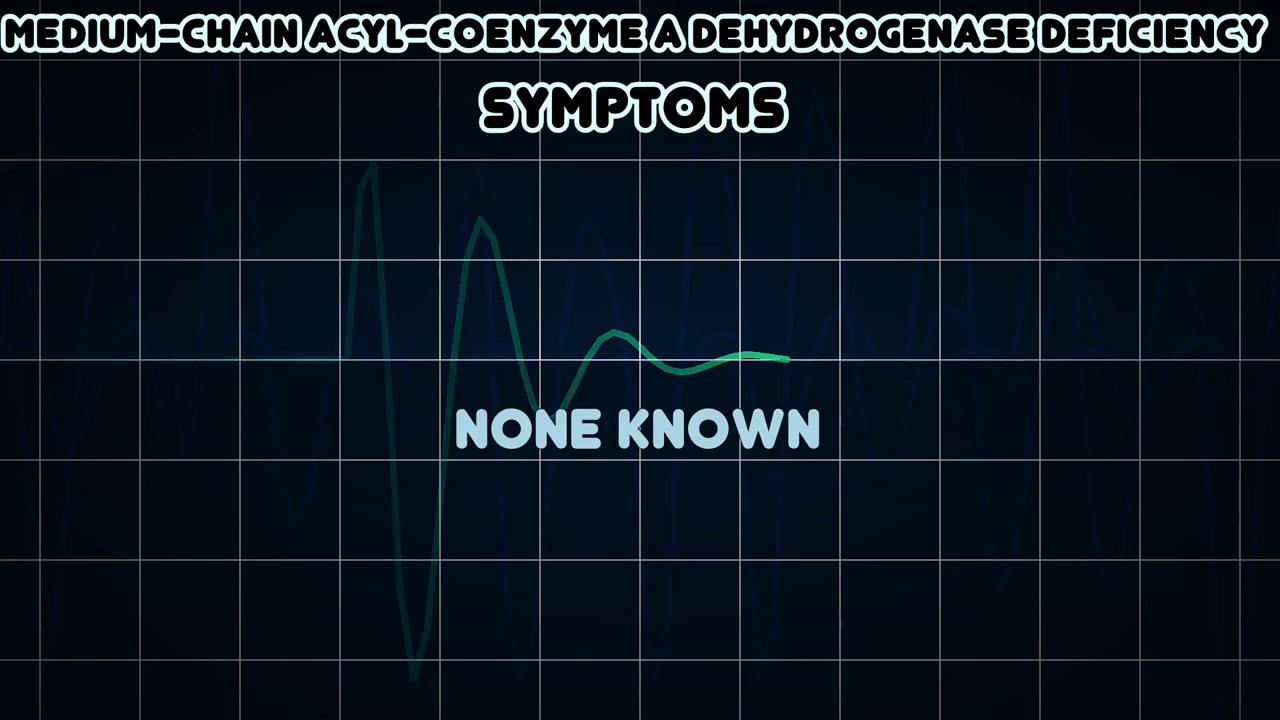 MEDIUM-CHAIN ACYL-COENZYME A DEHYDROGENASE DEFICIENCY
SYMPTOMS
NONE KNOWN